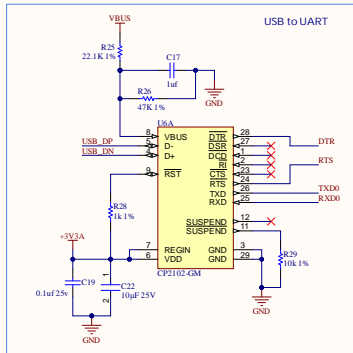 VBUS
USB to UART
R25
22.1K 1%
C17
1uf
R26
47K 1%
GND
U6A
8 VBUS DTR 28 DTR
USB_DP 5 D- DSR 27
USB_DN 4 D+ DCD 1
RI 2
9 RST CTS 23 RTS
RTS 24
TXD 26 TXD0
RXD 25 RXD0
R28
1k 1%
SUSPEND 12
SUSPEND 11
+3V3A
7 REGIN GND 3
6 VDD GND 29
R29
10k 1%
CP2102-GM
C19
0.1uf 25v
1
C22
10µF 25V
2
GND
GND